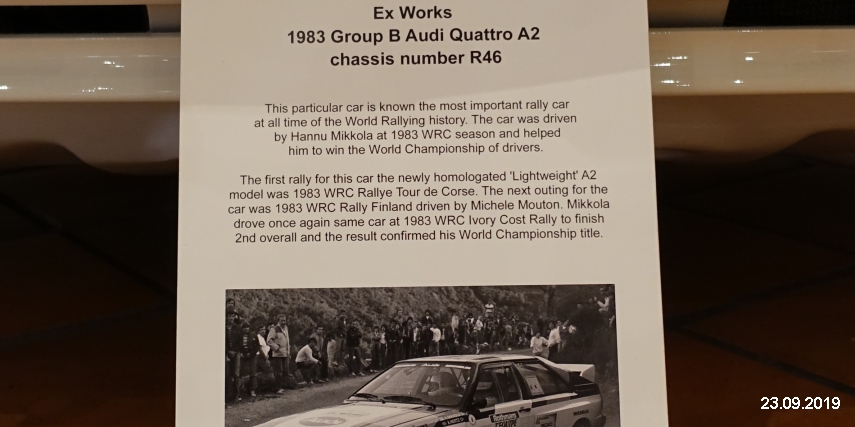 Ex Works
1983 Group B Audi Quattro A2
chassis number R46
This particular car is known the most important rally car
at all time of the World Rallying history. The car was driven
by Hannu Mikkola at 1983 WRC season and helped
him to win the World Championship of drivers.
The first rally for this car the newly homologated 'Lightweight' A2
model was 1983 WRC Rallye Tour de Corse. The next outing for the
car was 1983 WRC Rally Finland driven by Michele Mouton. Mikkola
drove once again same car at 1983 WRC Ivory Cost Rally to finish
2nd overall and the result confirmed his World Championship title.
23.09.2019